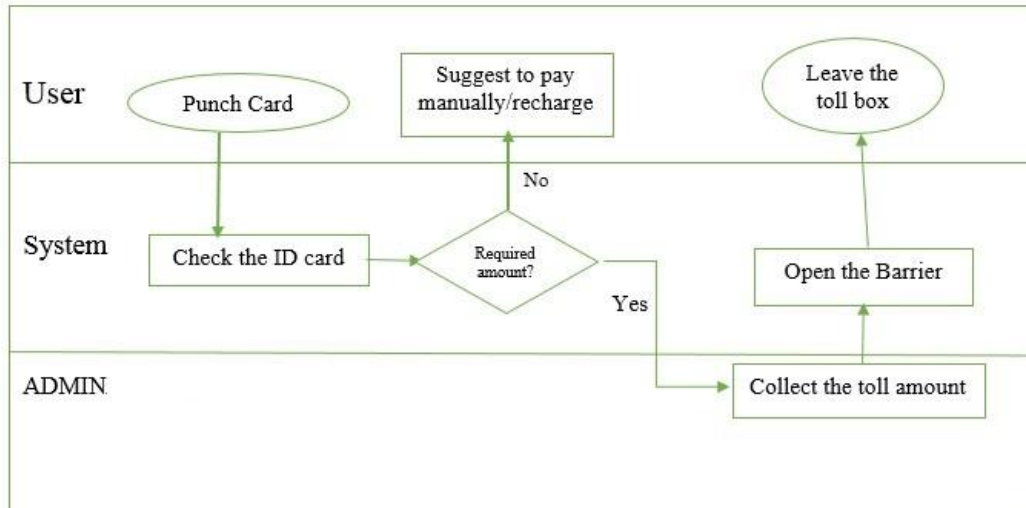 User
Punch Card
Suggest to pay
manually/recharge
Leave the
toll box
No
System
Check the ID card
Required
amount?
Yes
Open the Barrier
ADMIN
Collect the toll amount